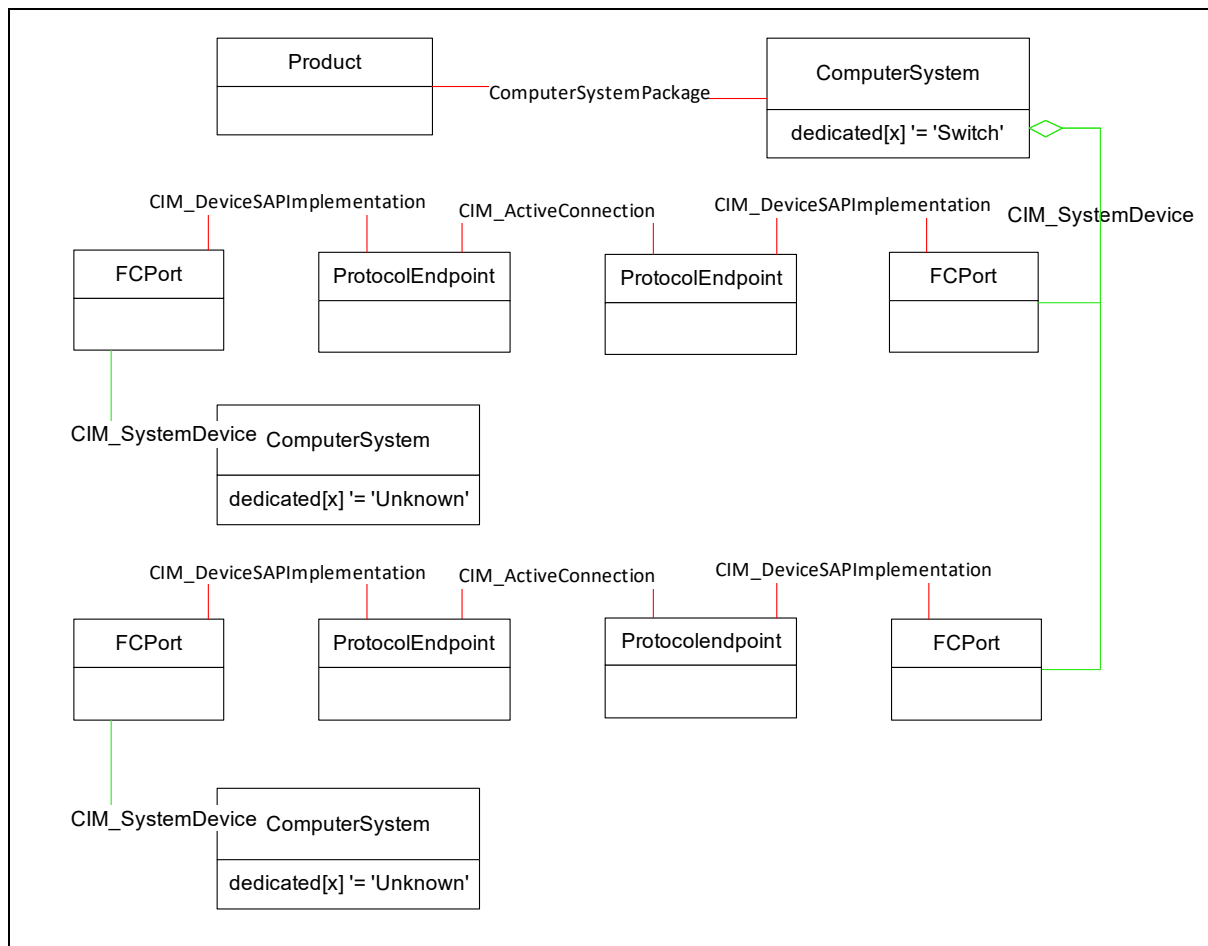 Product
ComputerSystem
ComputerSystemPackage
dedicated[x] '= 'Switch'
CIM_DeviceSAPImplementation
CIM_ActiveConnection
CIM_DeviceSAPImplementation
CIM_SystemDevice
FCPort
ProtocolEndpoint
ProtocolEndpoint
FCPort
CIM_SystemDevice
ComputerSystem
dedicated[x] '= 'Unknown'
CIM_DeviceSAPImplementation
CIM_ActiveConnection
CIM_DeviceSAPImplementation
FCPort
ProtocolEndpoint
Protocolendpoint
FCPort
CIM_SystemDevice
ComputerSystem
dedicated[x] '= 'Unknown'